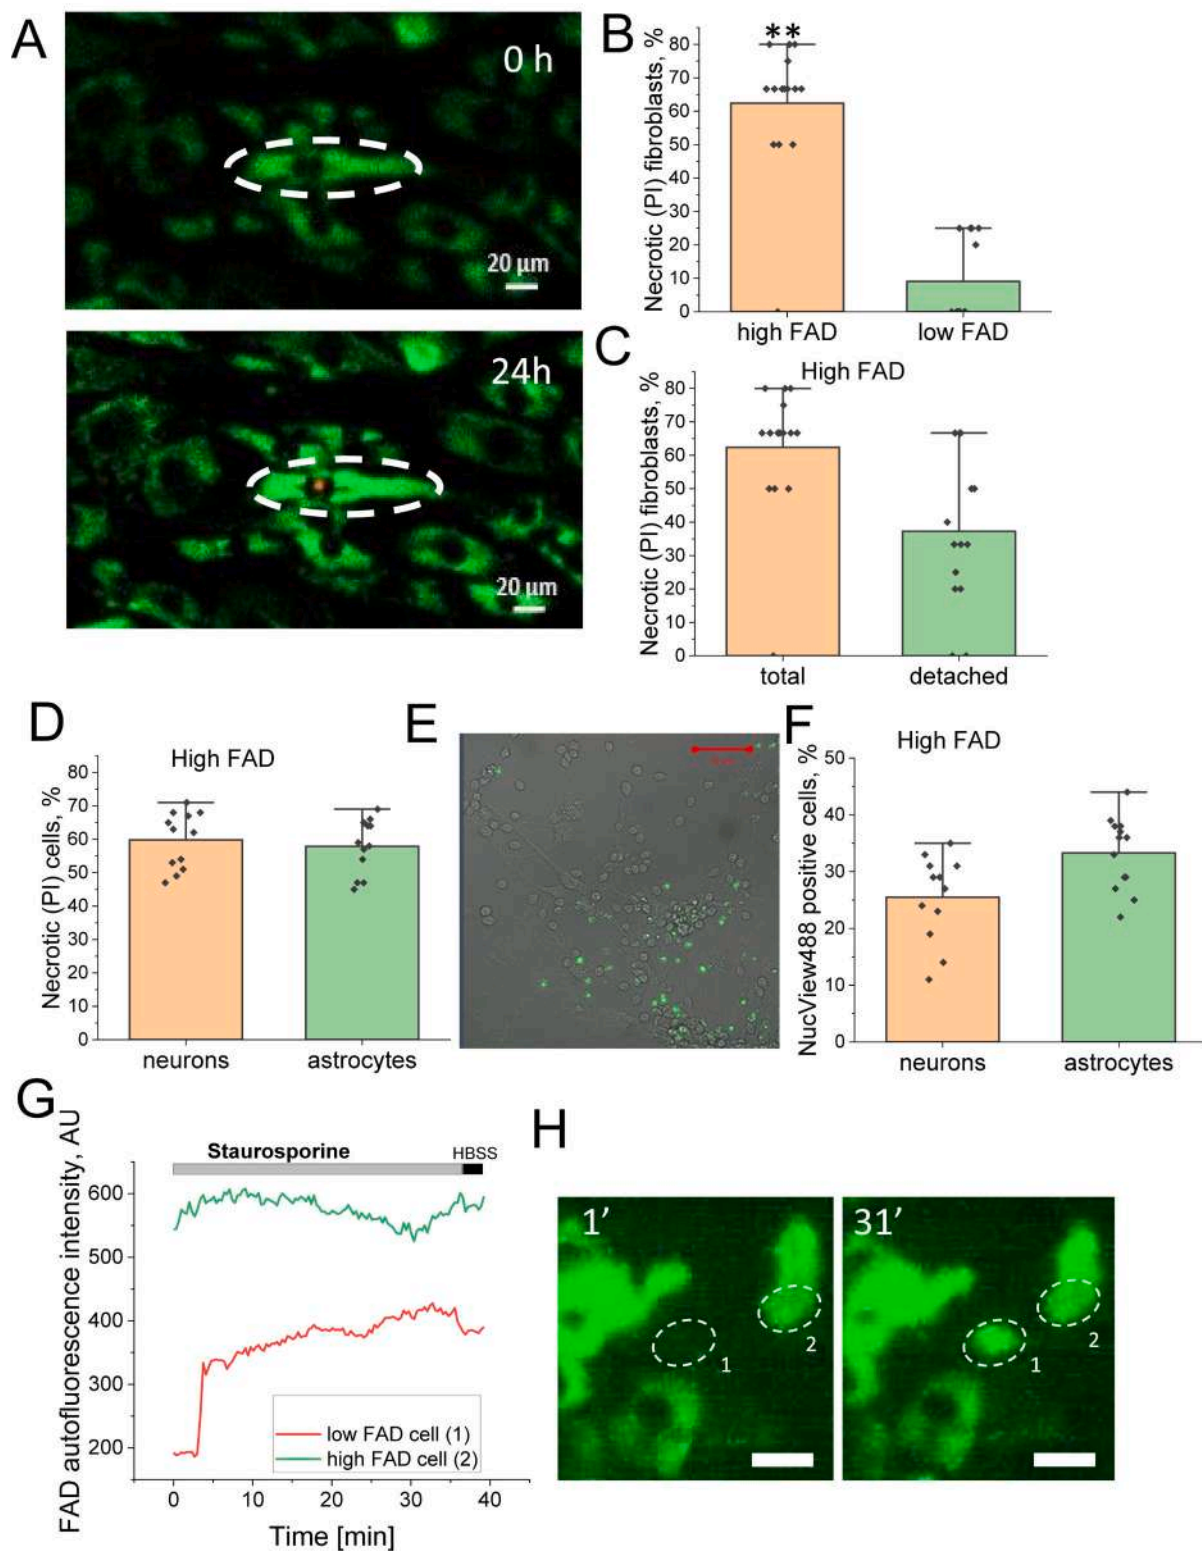 A
0 h
20 µm
24h
20 µm
B
**
Necrotic (PI) fibroblasts, %
80
70
60
50
40
30
20
10
0
high FAD
low FAD
C
High FAD
Necrotic (PI) fibroblasts, %
80
70
60
50
40
30
20
10
0
total
detached
D
High FAD
Necrotic (PI) cells, %
80
70
60
50
40
30
20
10
0
neurons
astrocytes
E
F
High FAD
NucView488 positive cells, %
50
40
30
20
10
0
neurons
astrocytes
G
FAD autofluorescence intensity, AU
Staurosporine
HBSS
600
500
400
300
200
low FAD cell (1)
high FAD cell (2)
0
10
20
30
40
Time [min]
H
1'
1
2
31'
1
2